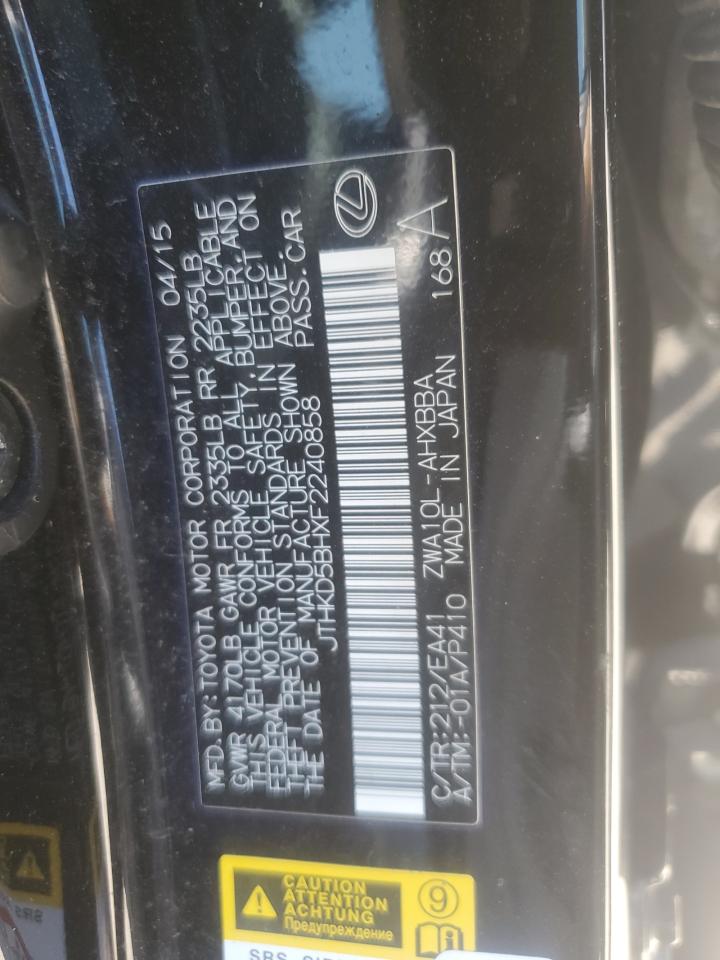 MFD. BY: TOYOTA MOTOR CORPORATION 04/15
GVWR 4170LB GAWR FR 2335LB RR 2235LB
THIS VEHICLE CONFORMS TO ALL APPLICABLE
FEDERAL MOTOR VEHICLE SAFETY, BUMPER, AND
THEFT PREVENTION STANDARDS IN EFFECT ON
THE DATE OF MANUFACTURE SHOWN ABOVE.
JTHKD5BHXF2240858 PASS. CAR
C/TR:212/EA41 ZWA10L-AHXBBA 168A
A/TM:-01A/P410 MADE IN JAPAN
CAUTION
ATTENTION
ACHTUNG
Предупреждение
9
SRS